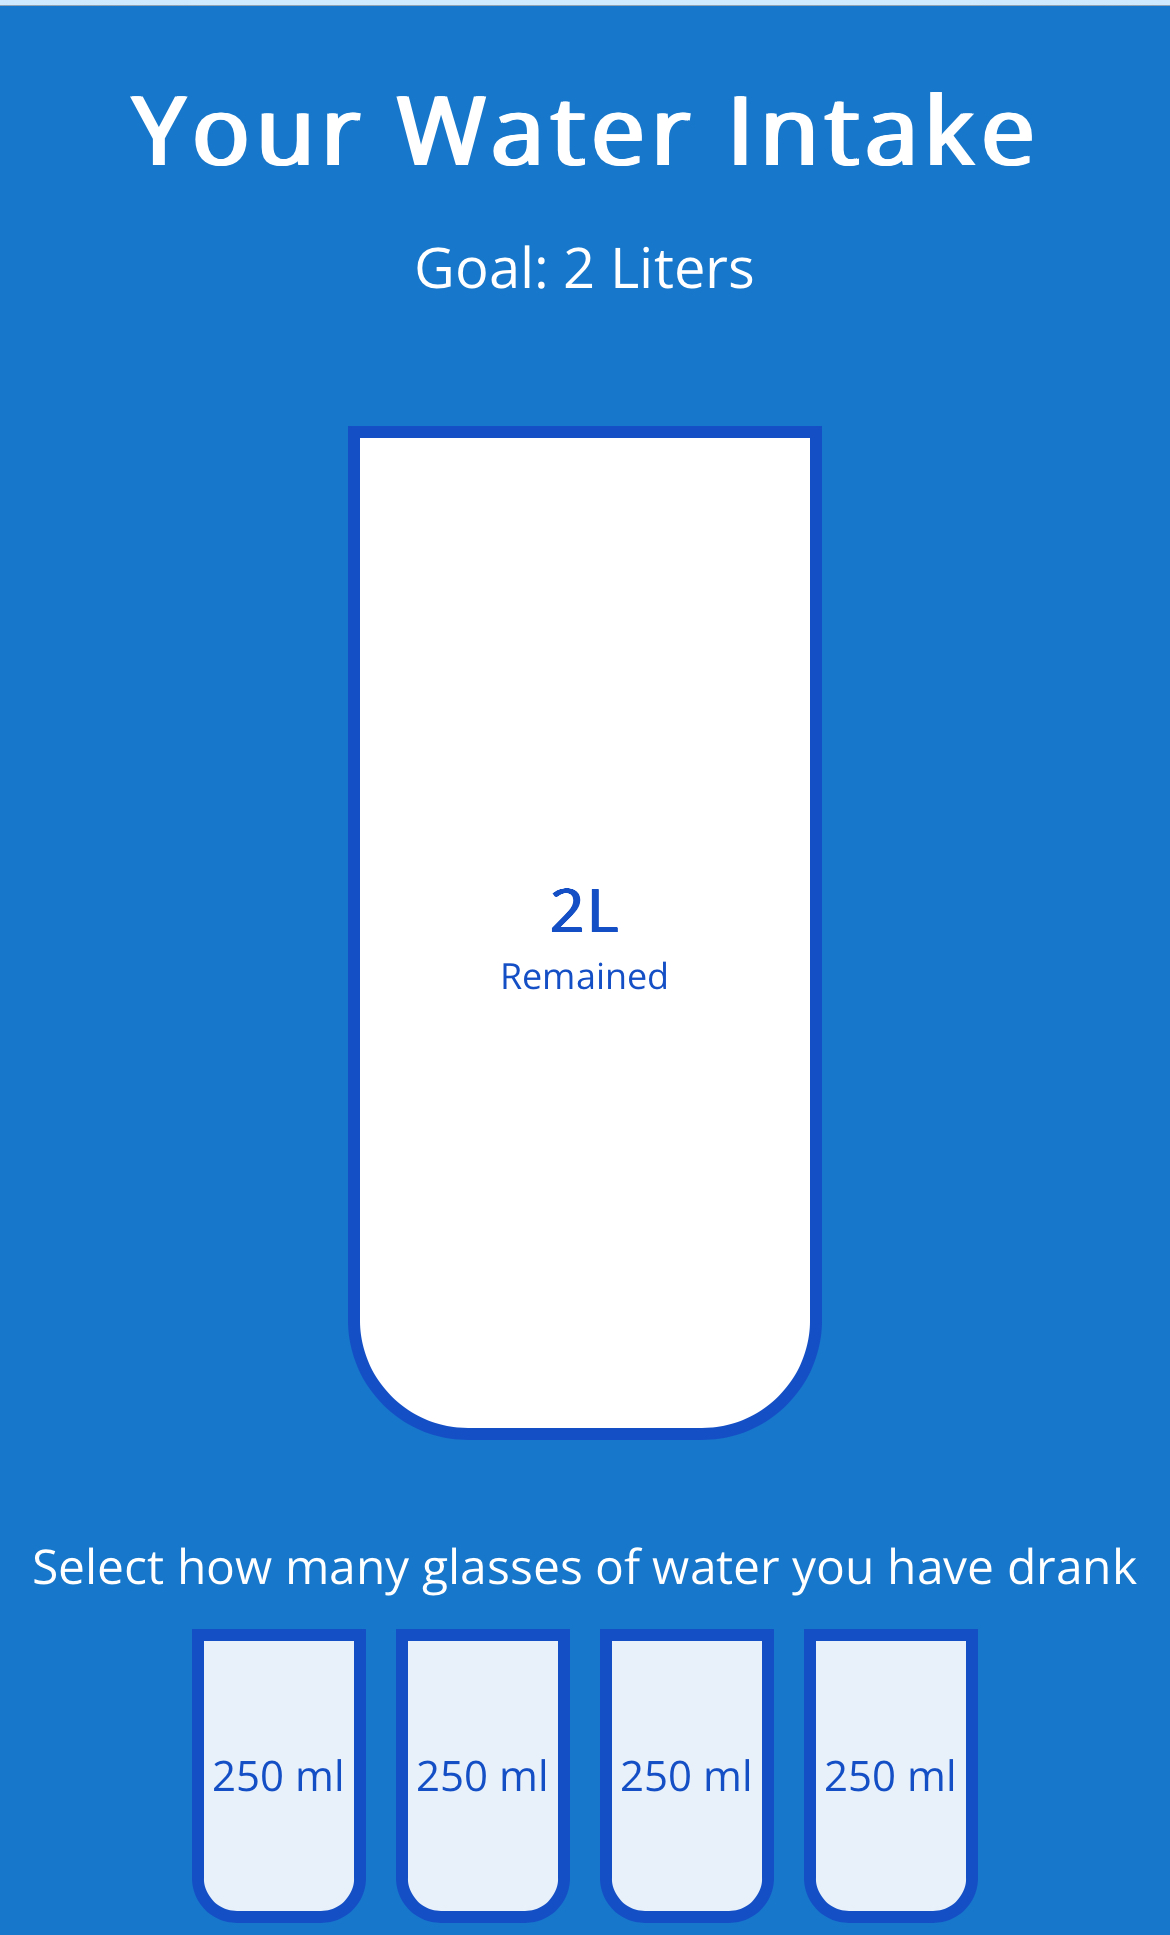 Your Water Intake
Goal: 2 Liters
2L
Remained
Select how many glasses of water you have drank
250 ml 250 ml 250 ml 250 ml